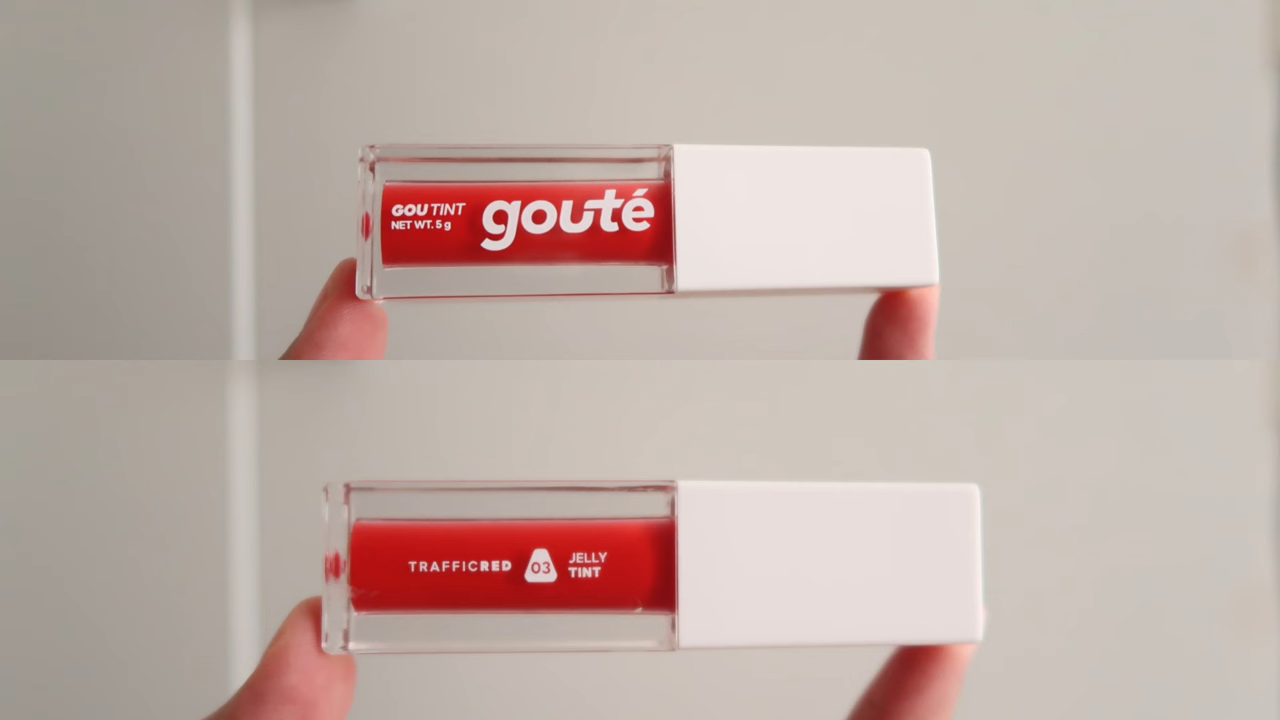 GOU TINT
NET WT. 5 g
gouté
TRAFFICRED
03
JELLY
TINT